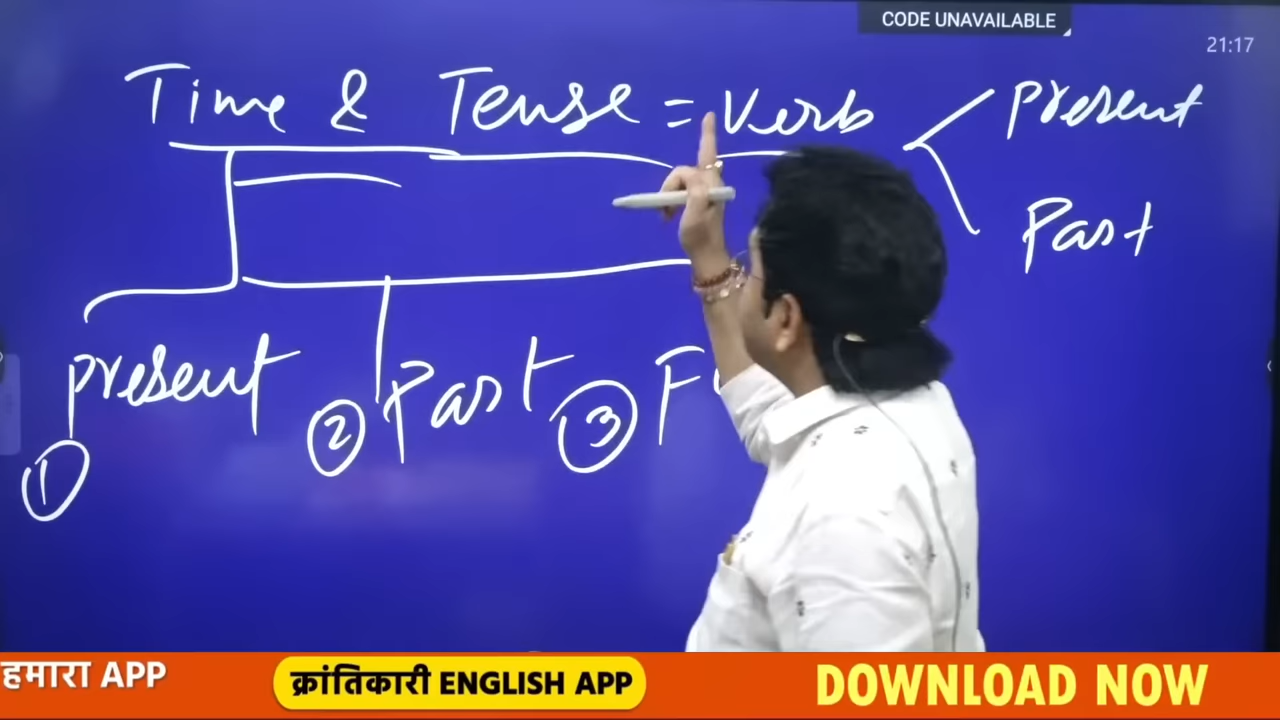 CODE UNAVAILABLE
21:17
Time & Tense = Verb
Present
Past
present
Past
F
①
②
③
हमारा APP
क्रांतिकारी ENGLISH APP
DOWNLOAD NOW